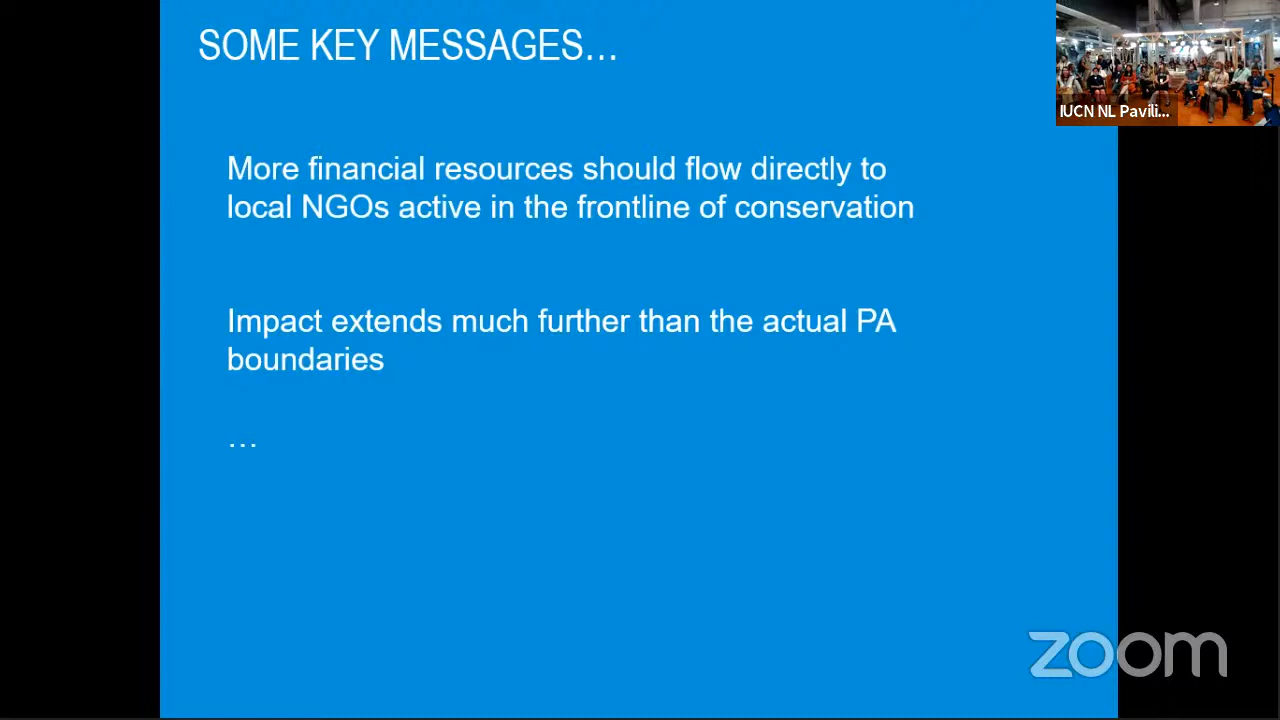 SOME KEY MESSAGES…
IUCN NL Pavili...
More financial resources should flow directly to
local NGOs active in the frontline of conservation
Impact extends much further than the actual PA
boundaries
…
zoom